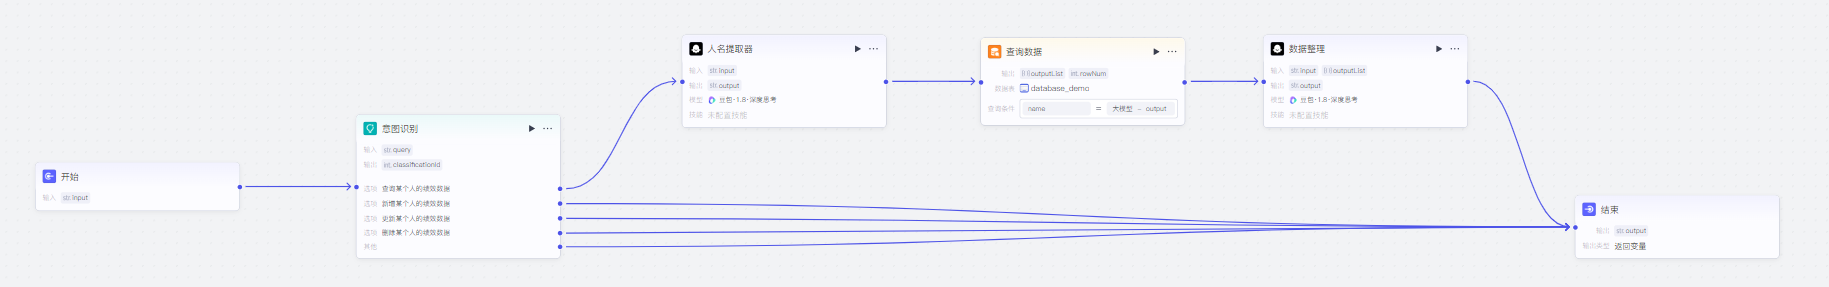 开始
输入 str. input
意图识别
输入 str. query
输出 int. classificationId
选项 查询某个人的绩效数据
选项 新增某个人的绩效数据
选项 更新某个人的绩效数据
选项 删除某个人的绩效数据
其他
人名提取器
输入 str. input
输出 str. output
模型 豆包·1.8·深度思考
技能 未配置技能
查询数据
输出 [{}] outputList int. rowNum
数据表 database_demo
查询条件 name = 大模型 - output
数据整理
输入 str. input [{}] outputList
输出 str. output
模型 豆包·1.8·深度思考
技能 未配置技能
结束
输出 str. output
输出类型 返回变量